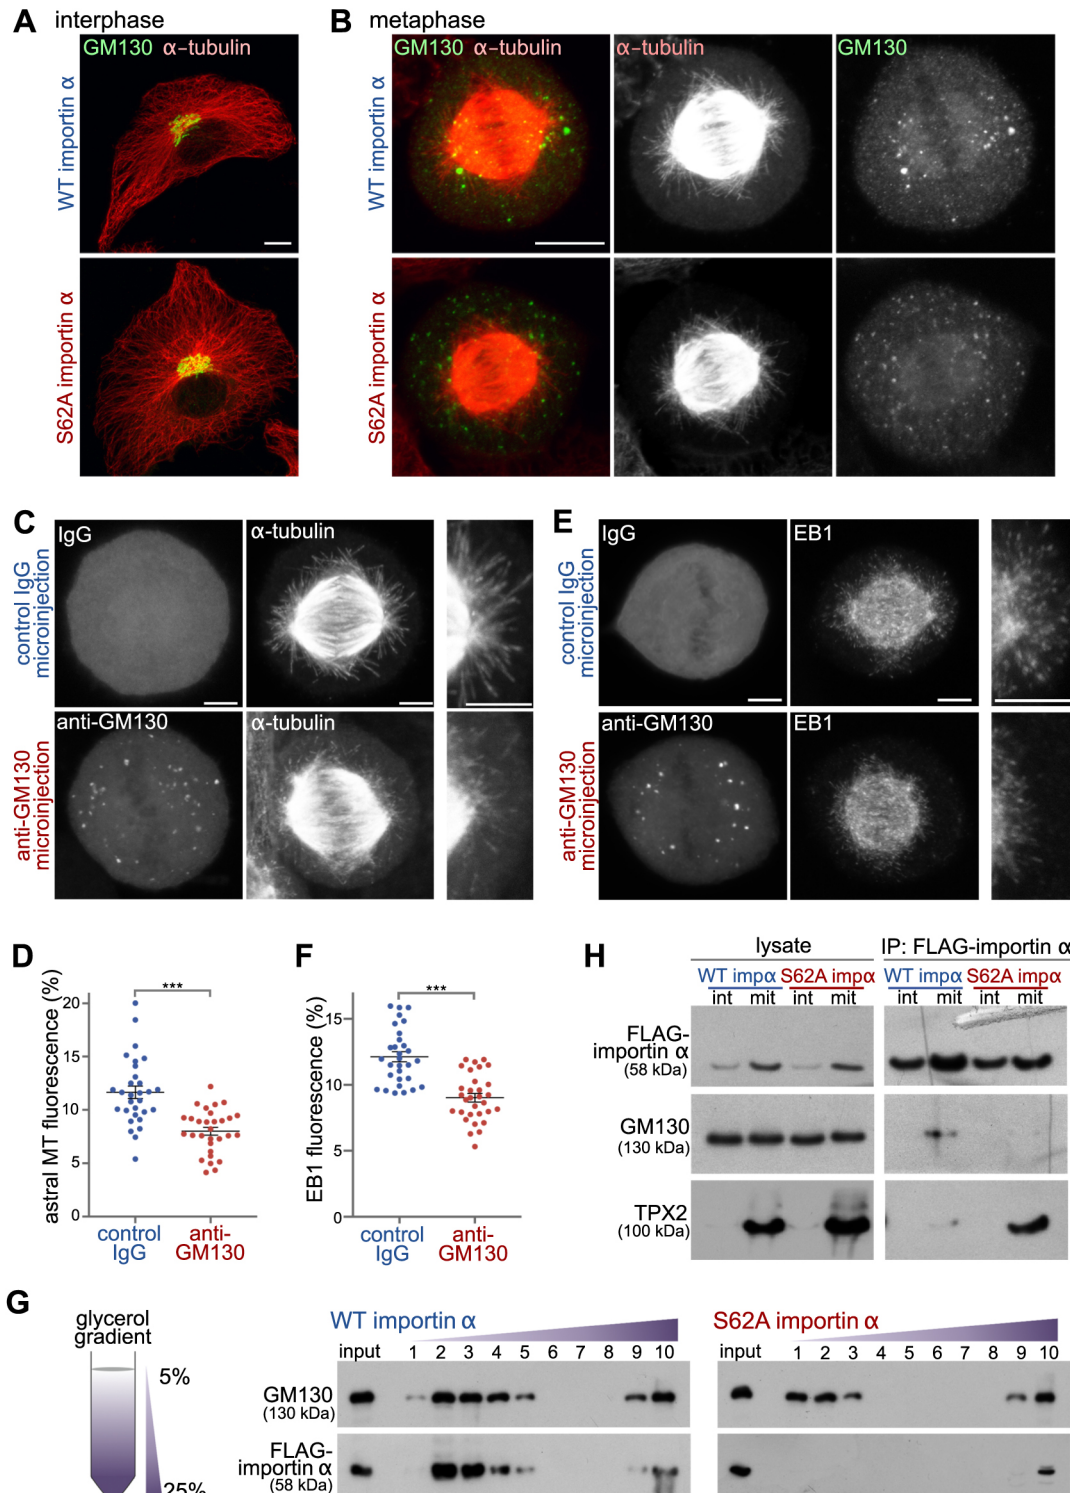 A interphase
GM130 α-tubulin
WT importin α
S62A importin α
B metaphase
GM130 α-tubulin
α-tubulin
GM130
WT importin α
S62A importin α
C
IgG
α-tubulin
control IgG
microinjection
anti-GM130
α-tubulin
anti-GM130
microinjection
E
IgG
EB1
control IgG
microinjection
anti-GM130
EB1
anti-GM130
microinjection
D
astral MT fluorescence (%)
20
15
10
5
0
***
control
IgG
anti-
GM130
F
EB1 fluorescence (%)
15
10
5
0
***
control
IgG
anti-
GM130
H
lysate
IP: FLAG-importin α
WT impα S62A impα
WT impα S62A impα
int mit int mit
int mit int mit
FLAG-
importin α
(58 kDa)
GM130
(130 kDa)
TPX2
(100 kDa)
G
glycerol
gradient
5%
25%
WT importin α
input 1 2 3 4 5 6 7 8 9 10
S62A importin α
input 1 2 3 4 5 6 7 8 9 10
GM130
(130 kDa)
FLAG-
importin α
(58 kDa)